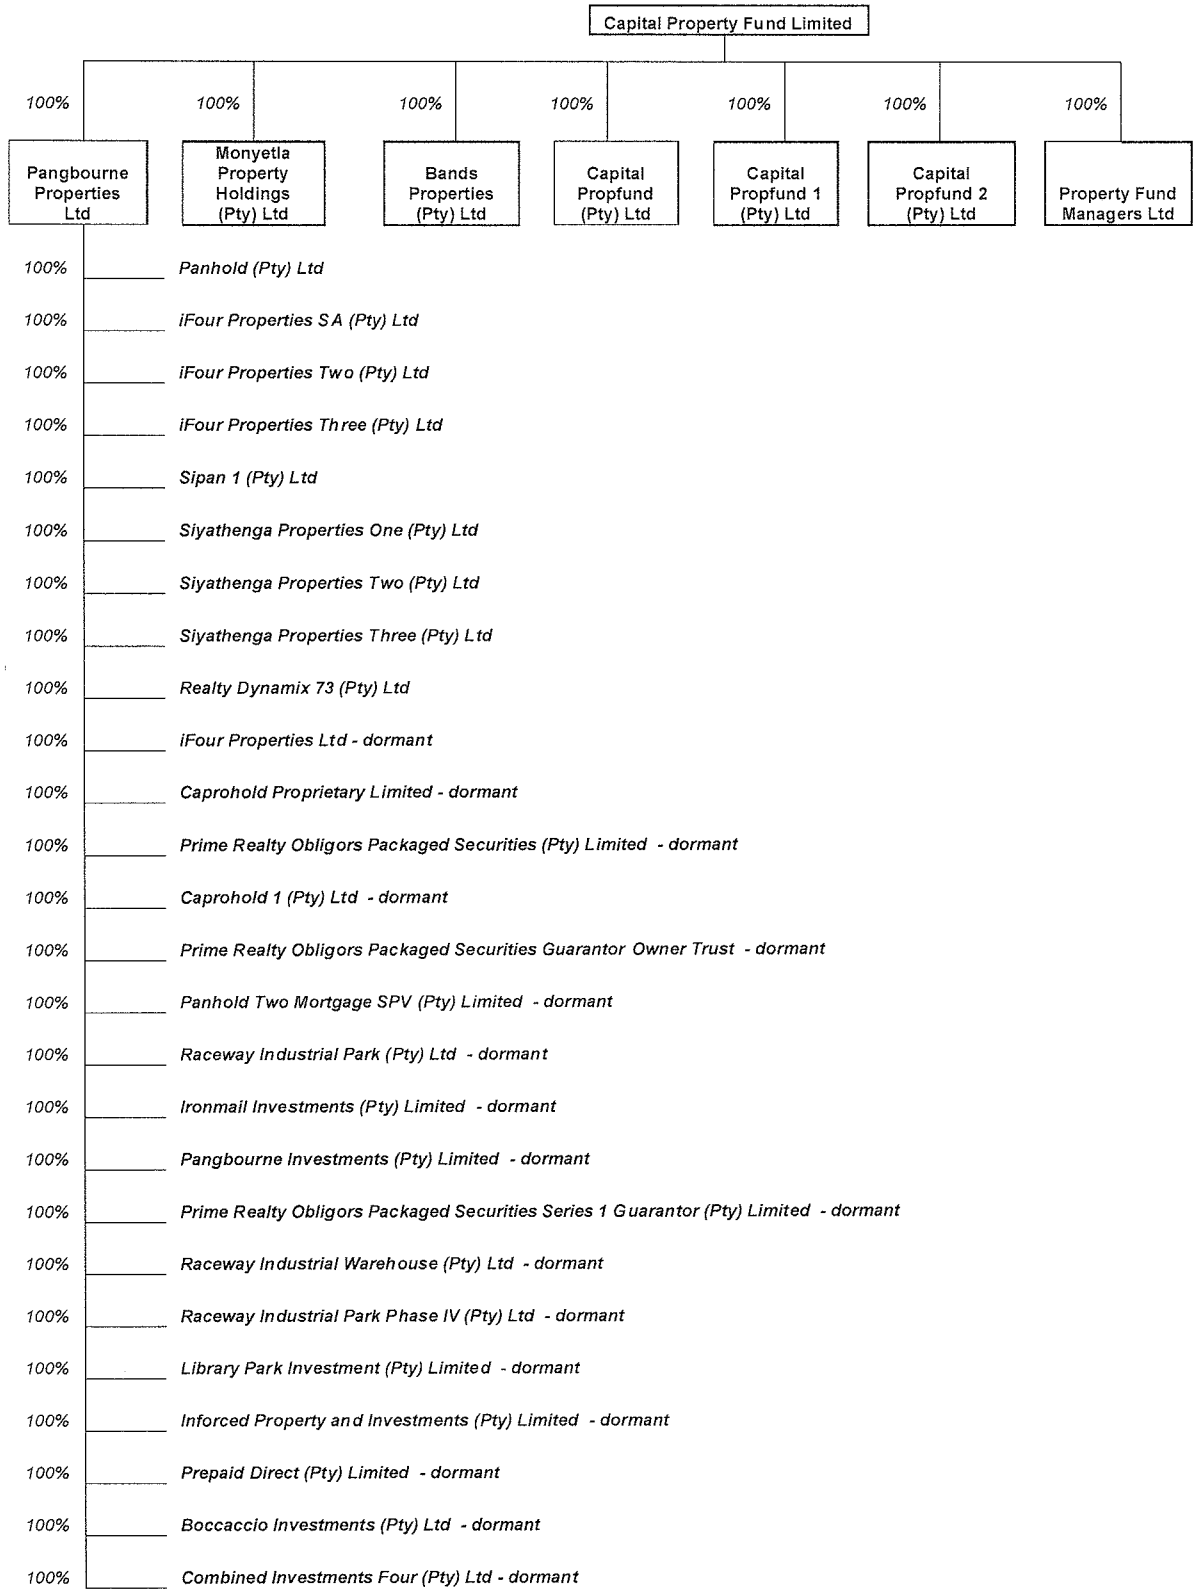 Capital Property Fund Limited
100% 100% 100% 100% 100% 100% 100%
Pangbourne
Properties
Ltd
Monyetla
Property
Holdings
(Pty) Ltd
Bands
Properties
(Pty) Ltd
Capital
Propfund
(Pty) Ltd
Capital
Propfund 1
(Pty) Ltd
Capital
Propfund 2
(Pty) Ltd
Property Fund
Managers Ltd
100% Panhold (Pty) Ltd
100% iFour Properties SA (Pty) Ltd
100% iFour Properties Two (Pty) Ltd
100% iFour Properties Three (Pty) Ltd
100% Sipan 1 (Pty) Ltd
100% Siyathenga Properties One (Pty) Ltd
100% Siyathenga Properties Two (Pty) Ltd
100% Siyathenga Properties Three (Pty) Ltd
100% Realty Dynamix 73 (Pty) Ltd
100% iFour Properties Ltd - dormant
100% Caprohold Proprietary Limited - dormant
100% Prime Realty Obligors Packaged Securities (Pty) Limited - dormant
100% Caprohold 1 (Pty) Ltd - dormant
100% Prime Realty Obligors Packaged Securities Guarantor Owner Trust - dormant
100% Panhold Two Mortgage SPV (Pty) Limited - dormant
100% Raceway Industrial Park (Pty) Ltd - dormant
100% Ironmail Investments (Pty) Limited - dormant
100% Pangbourne Investments (Pty) Limited - dormant
100% Prime Realty Obligors Packaged Securities Series 1 Guarantor (Pty) Limited - dormant
100% Raceway Industrial Warehouse (Pty) Ltd - dormant
100% Raceway Industrial Park Phase IV (Pty) Ltd - dormant
100% Library Park Investment (Pty) Limited - dormant
100% Inforced Property and Investments (Pty) Limited - dormant
100% Prepaid Direct (Pty) Limited - dormant
100% Boccaccio Investments (Pty) Ltd - dormant
100% Combined Investments Four (Pty) Ltd - dormant